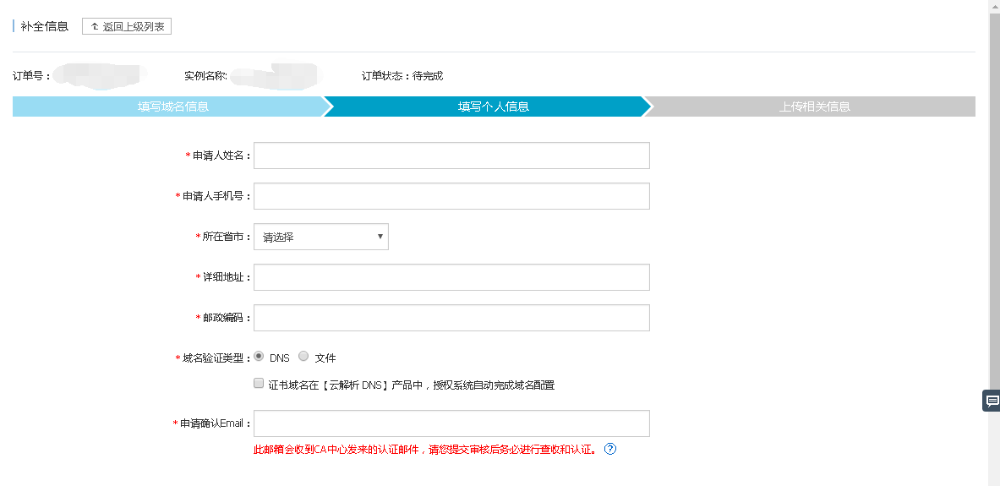 补全信息 返回上级列表
订单号： 实例名称: 订单状态：待完成
填写域名信息 填写个人信息 上传相关信息
*申请人姓名：
*申请人手机号：
*所在省市： 请选择
*详细地址：
*邮政编码：
*域名验证类型： DNS 文件
证书域名在【云解析 DNS】产品中，授权系统自动完成域名配置
*申请确认Email：
此邮箱会收到CA中心发来的认证邮件，请您提交审核后务必进行查收和认证。 ?